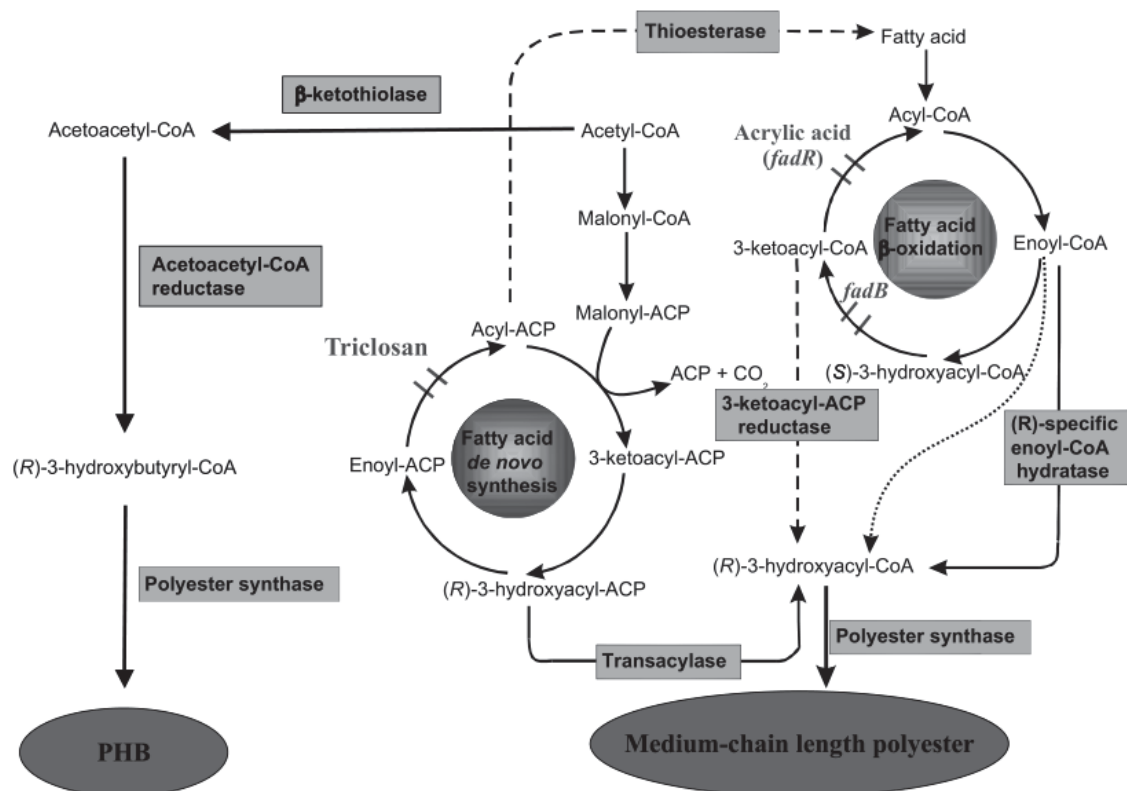 Thioesterase
Fatty acid
β-ketothiolase
Acetoacetyl-CoA
Acetyl-CoA
Acyl-CoA
Acrylic acid
(fadR)
Malonyl-CoA
Fatty acid
β-oxidation
3-ketoacyl-CoA
Enoyl-CoA
Acetoacetyl-CoA
reductase
fadB
Malonyl-ACP
Acyl-ACP
Triclosan
(S)-3-hydroxyacyl-CoA
ACP + CO2
3-ketoacyl-ACP
reductase
(R)-specific
enoyl-CoA
hydratase
Fatty acid
de novo
synthesis
Enoyl-ACP
3-ketoacyl-ACP
(R)-3-hydroxybutyryl-CoA
(R)-3-hydroxyacyl-CoA
(R)-3-hydroxyacyl-ACP
Polyester synthase
Polyester synthase
Transacylase
PHB
Medium-chain length polyester